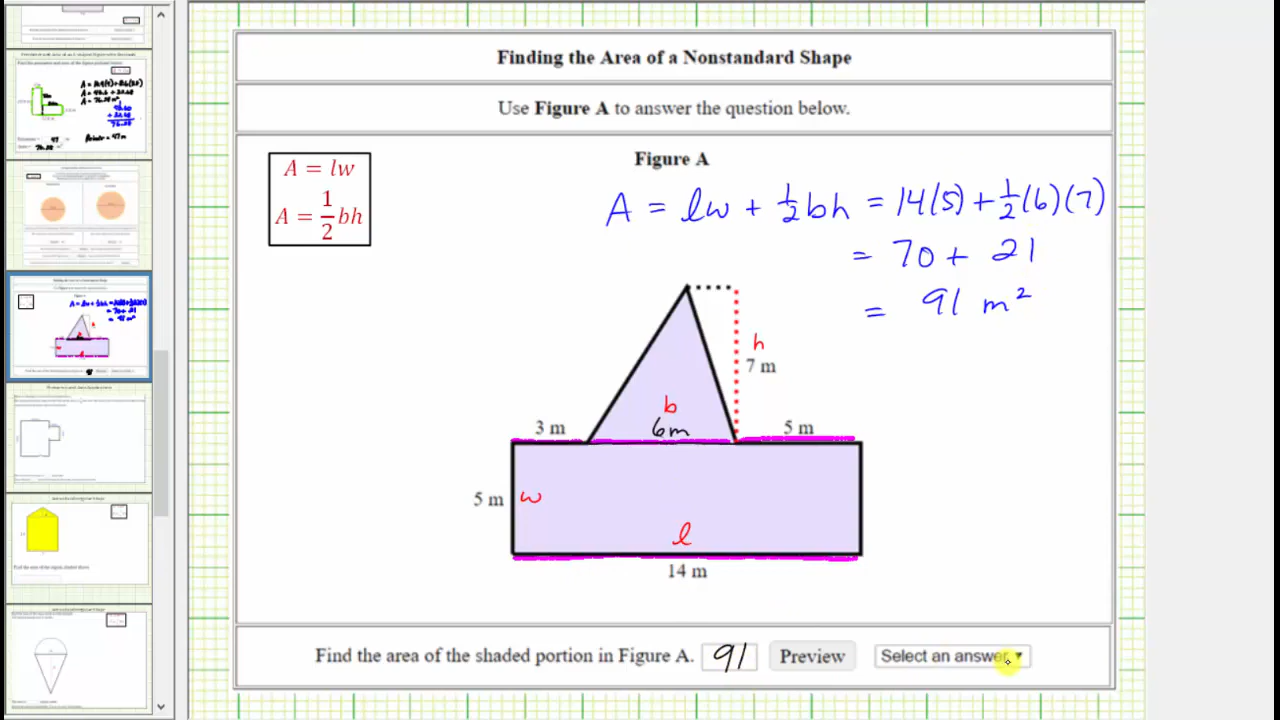 Finding the Area of a Nonstandard Shape
Use Figure A to answer the question below.
Figure A
A = lw
A = 1/2 bh
A = lw + 1/2 bh = 14(5) + 1/2 (6)(7)
= 70 + 21
= 91 m²
h
7 m
b
3 m
6m
5 m
5 m
w
l
14 m
Find the area of the shaded portion in Figure A. 91 Preview Select an answer